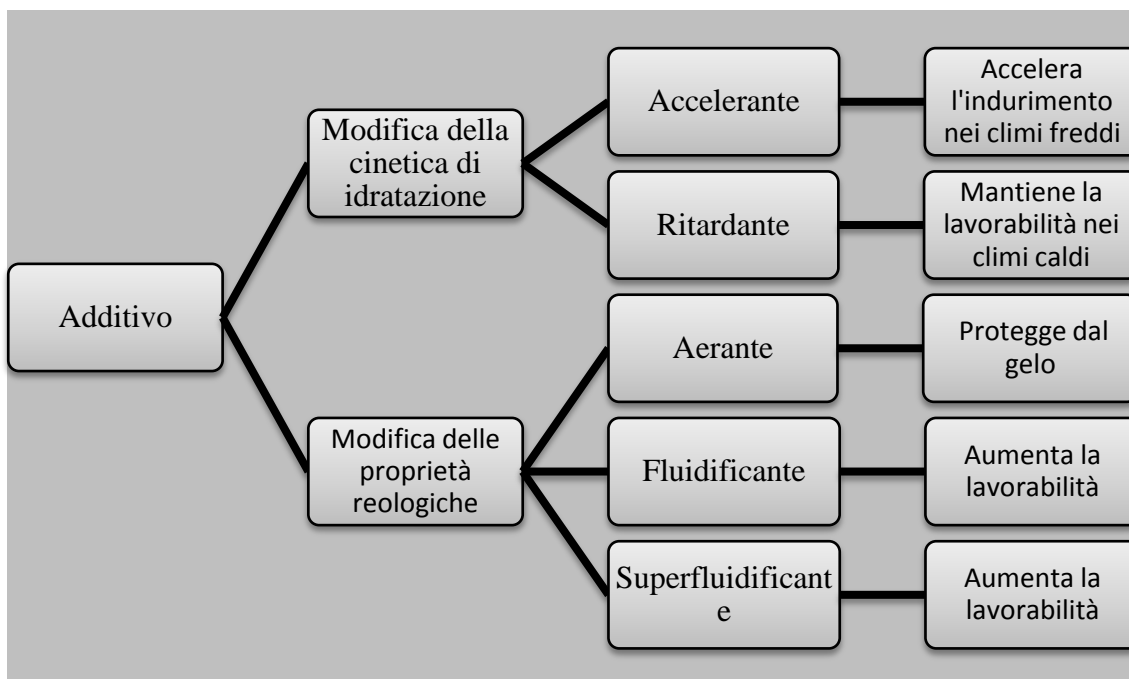 Additivo
Modifica della
cinetica di
idratazione
Accelerante
Accelera
l'indurimento
nei climi freddi
Ritardante
Mantiene la
lavorabilità nei
climi caldi
Modifica delle
proprietà
reologiche
Aerante
Protegge dal
gelo
Fluidificante
Aumenta la
lavorabilità
Superfluidificant
e
Aumenta la
lavorabilità